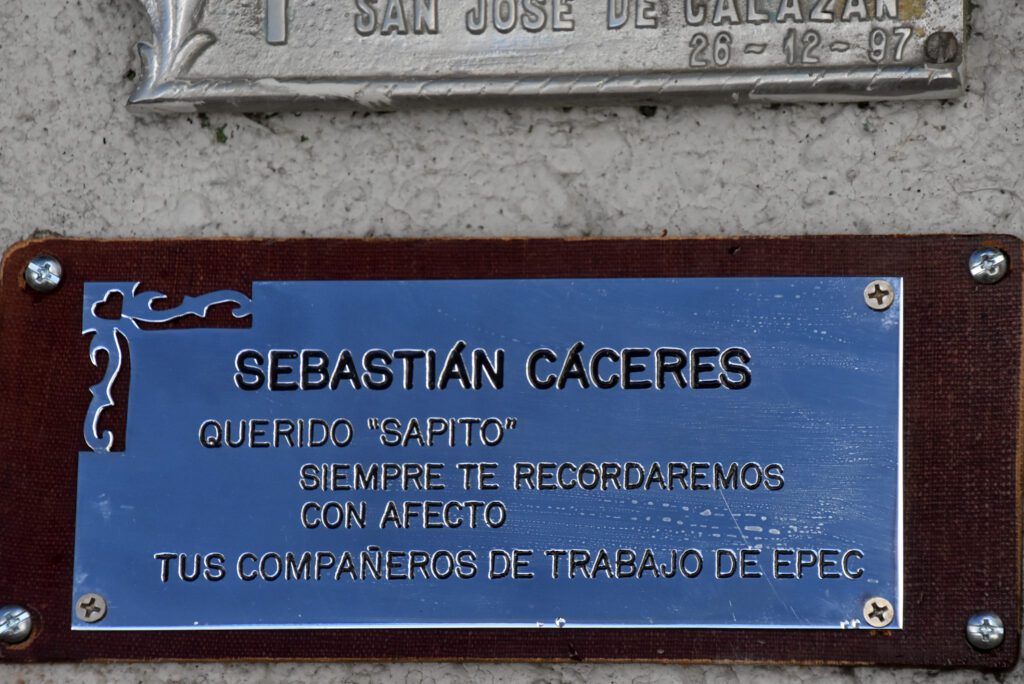 SAN JOSE DE CALAZAN
26-12-97
SEBASTIÁN CÁCERES
QUERIDO "SAPITO"
SIEMPRE TE RECORDAREMOS
CON AFECTO
TUS COMPAÑEROS DE TRABAJO DE EPEC